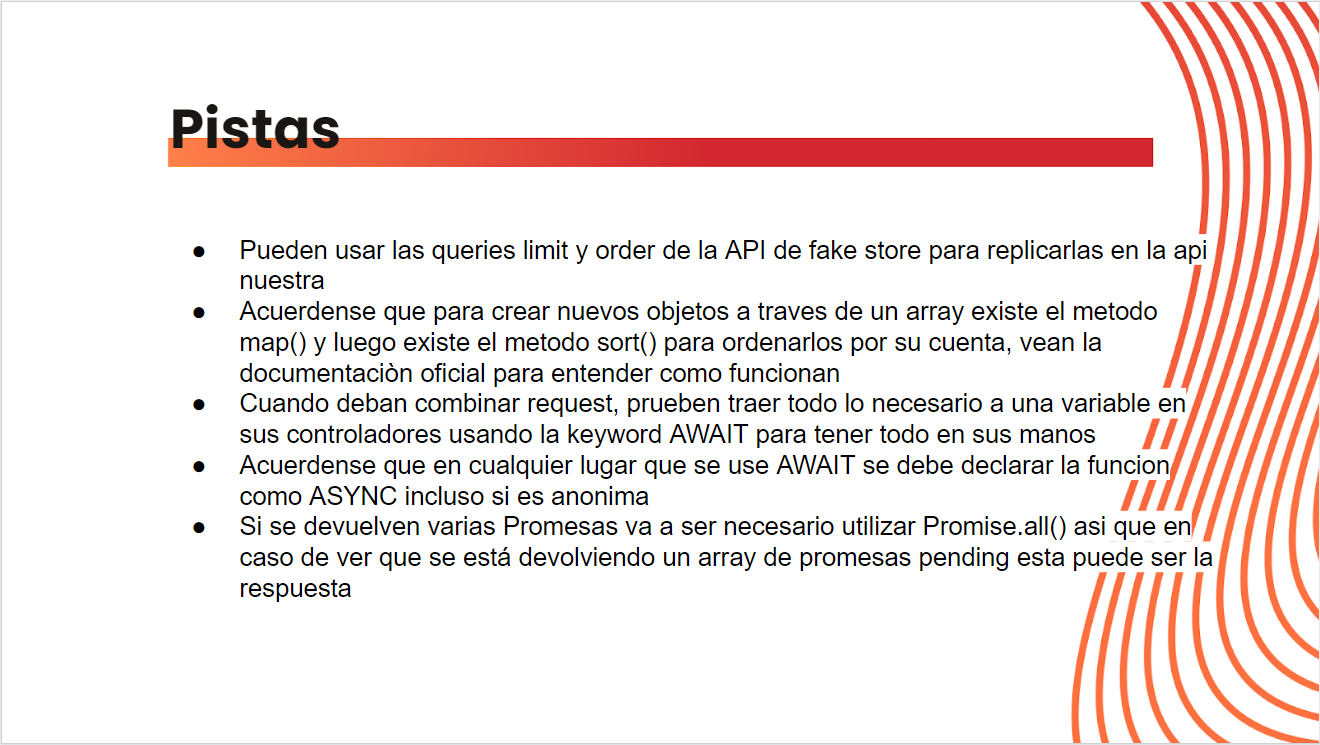 Pistas
● Pueden usar las queries limit y order de la API de fake store para replicarlas en la api
nuestra
● Acuerdense que para crear nuevos objetos a traves de un array existe el metodo
map() y luego existe el metodo sort() para ordenarlos por su cuenta, vean la
documentaciòn oficial para entender como funcionan
● Cuando deban combinar request, prueben traer todo lo necesario a una variable en
sus controladores usando la keyword AWAIT para tener todo en sus manos
● Acuerdense que en cualquier lugar que se use AWAIT se debe declarar la funcion
como ASYNC incluso si es anonima
● Si se devuelven varias Promesas va a ser necesario utilizar Promise.all() asi que en
caso de ver que se está devolviendo un array de promesas pending esta puede ser la
respuesta